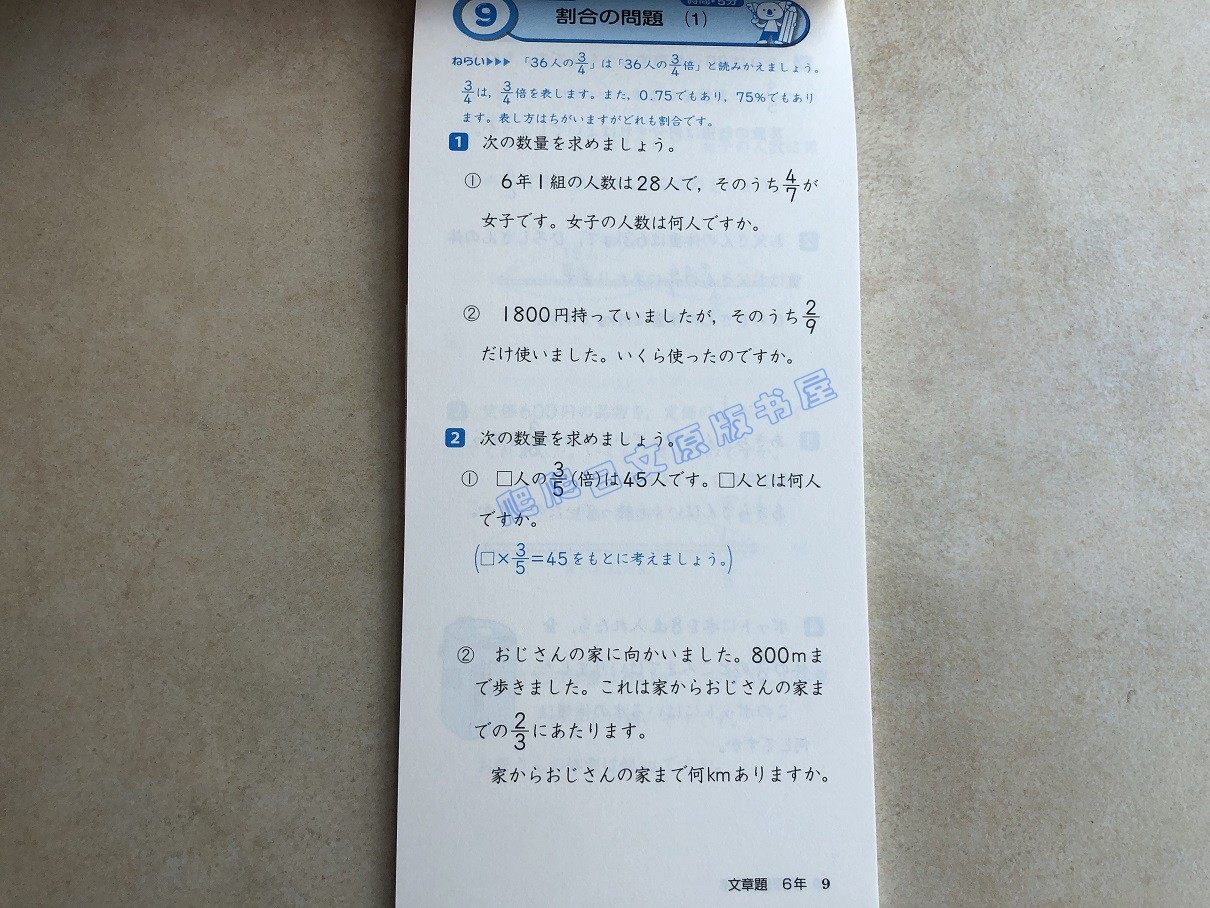 9 割合の問題 (1)
ねらい▶▶▶ 「36人の3/4」は「36人の3/4倍」と読みかえましょう。
3/4は，3/4倍を表します。また，0.75でもあり，75%でもあり
ます。表し方はちがいますがどれも割合です。
1 次の数量を求めましょう。
① 6年1組の人数は28人で，そのうち4/7が
女子です。女子の人数は何人ですか。
② 1800円持っていましたが，そのうち2/9
だけ使いました。いくら使ったのですか。
2 次の数量を求めましょう。
① □人の3/5(倍)は45人です。□人とは何人
ですか。
(□×3/5=45をもとに考えましょう。)
② おじさんの家に向かいました。800mま
で歩きました。これは家からおじさんの家ま
での2/3にあたります。
家からおじさんの家まで何kmありますか。
文章題 6年 9
爬爬日文原版书屋